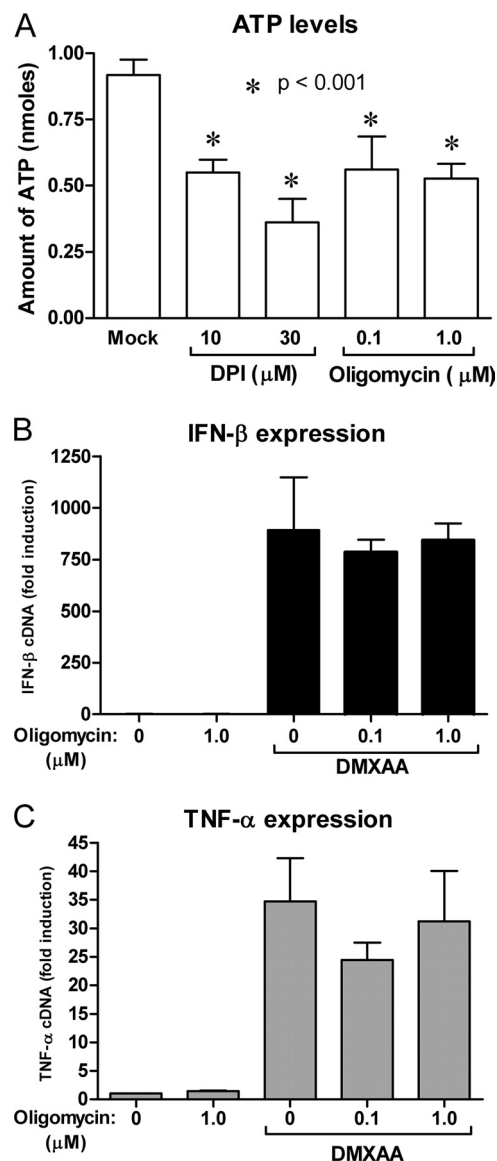 A
ATP levels
Amount of ATP (nmoles)
1.00
0.75
0.50
0.25
0.00
* p < 0.001
*
*
*
*
Mock
10
30
0.1
1.0
DPI (μM)
Oligomycin ( μM)
B
IFN-β expression
IFN-β cDNA (fold induction)
1250
1000
750
500
250
0
Oligomycin: 0 1.0 0 0.1 1.0
(μM)
DMXAA
C
TNF-α expression
TNF-α cDNA (fold induction)
45
40
35
30
25
20
15
10
5
0
Oligomycin: 0 1.0 0 0.1 1.0
(μM)
DMXAA